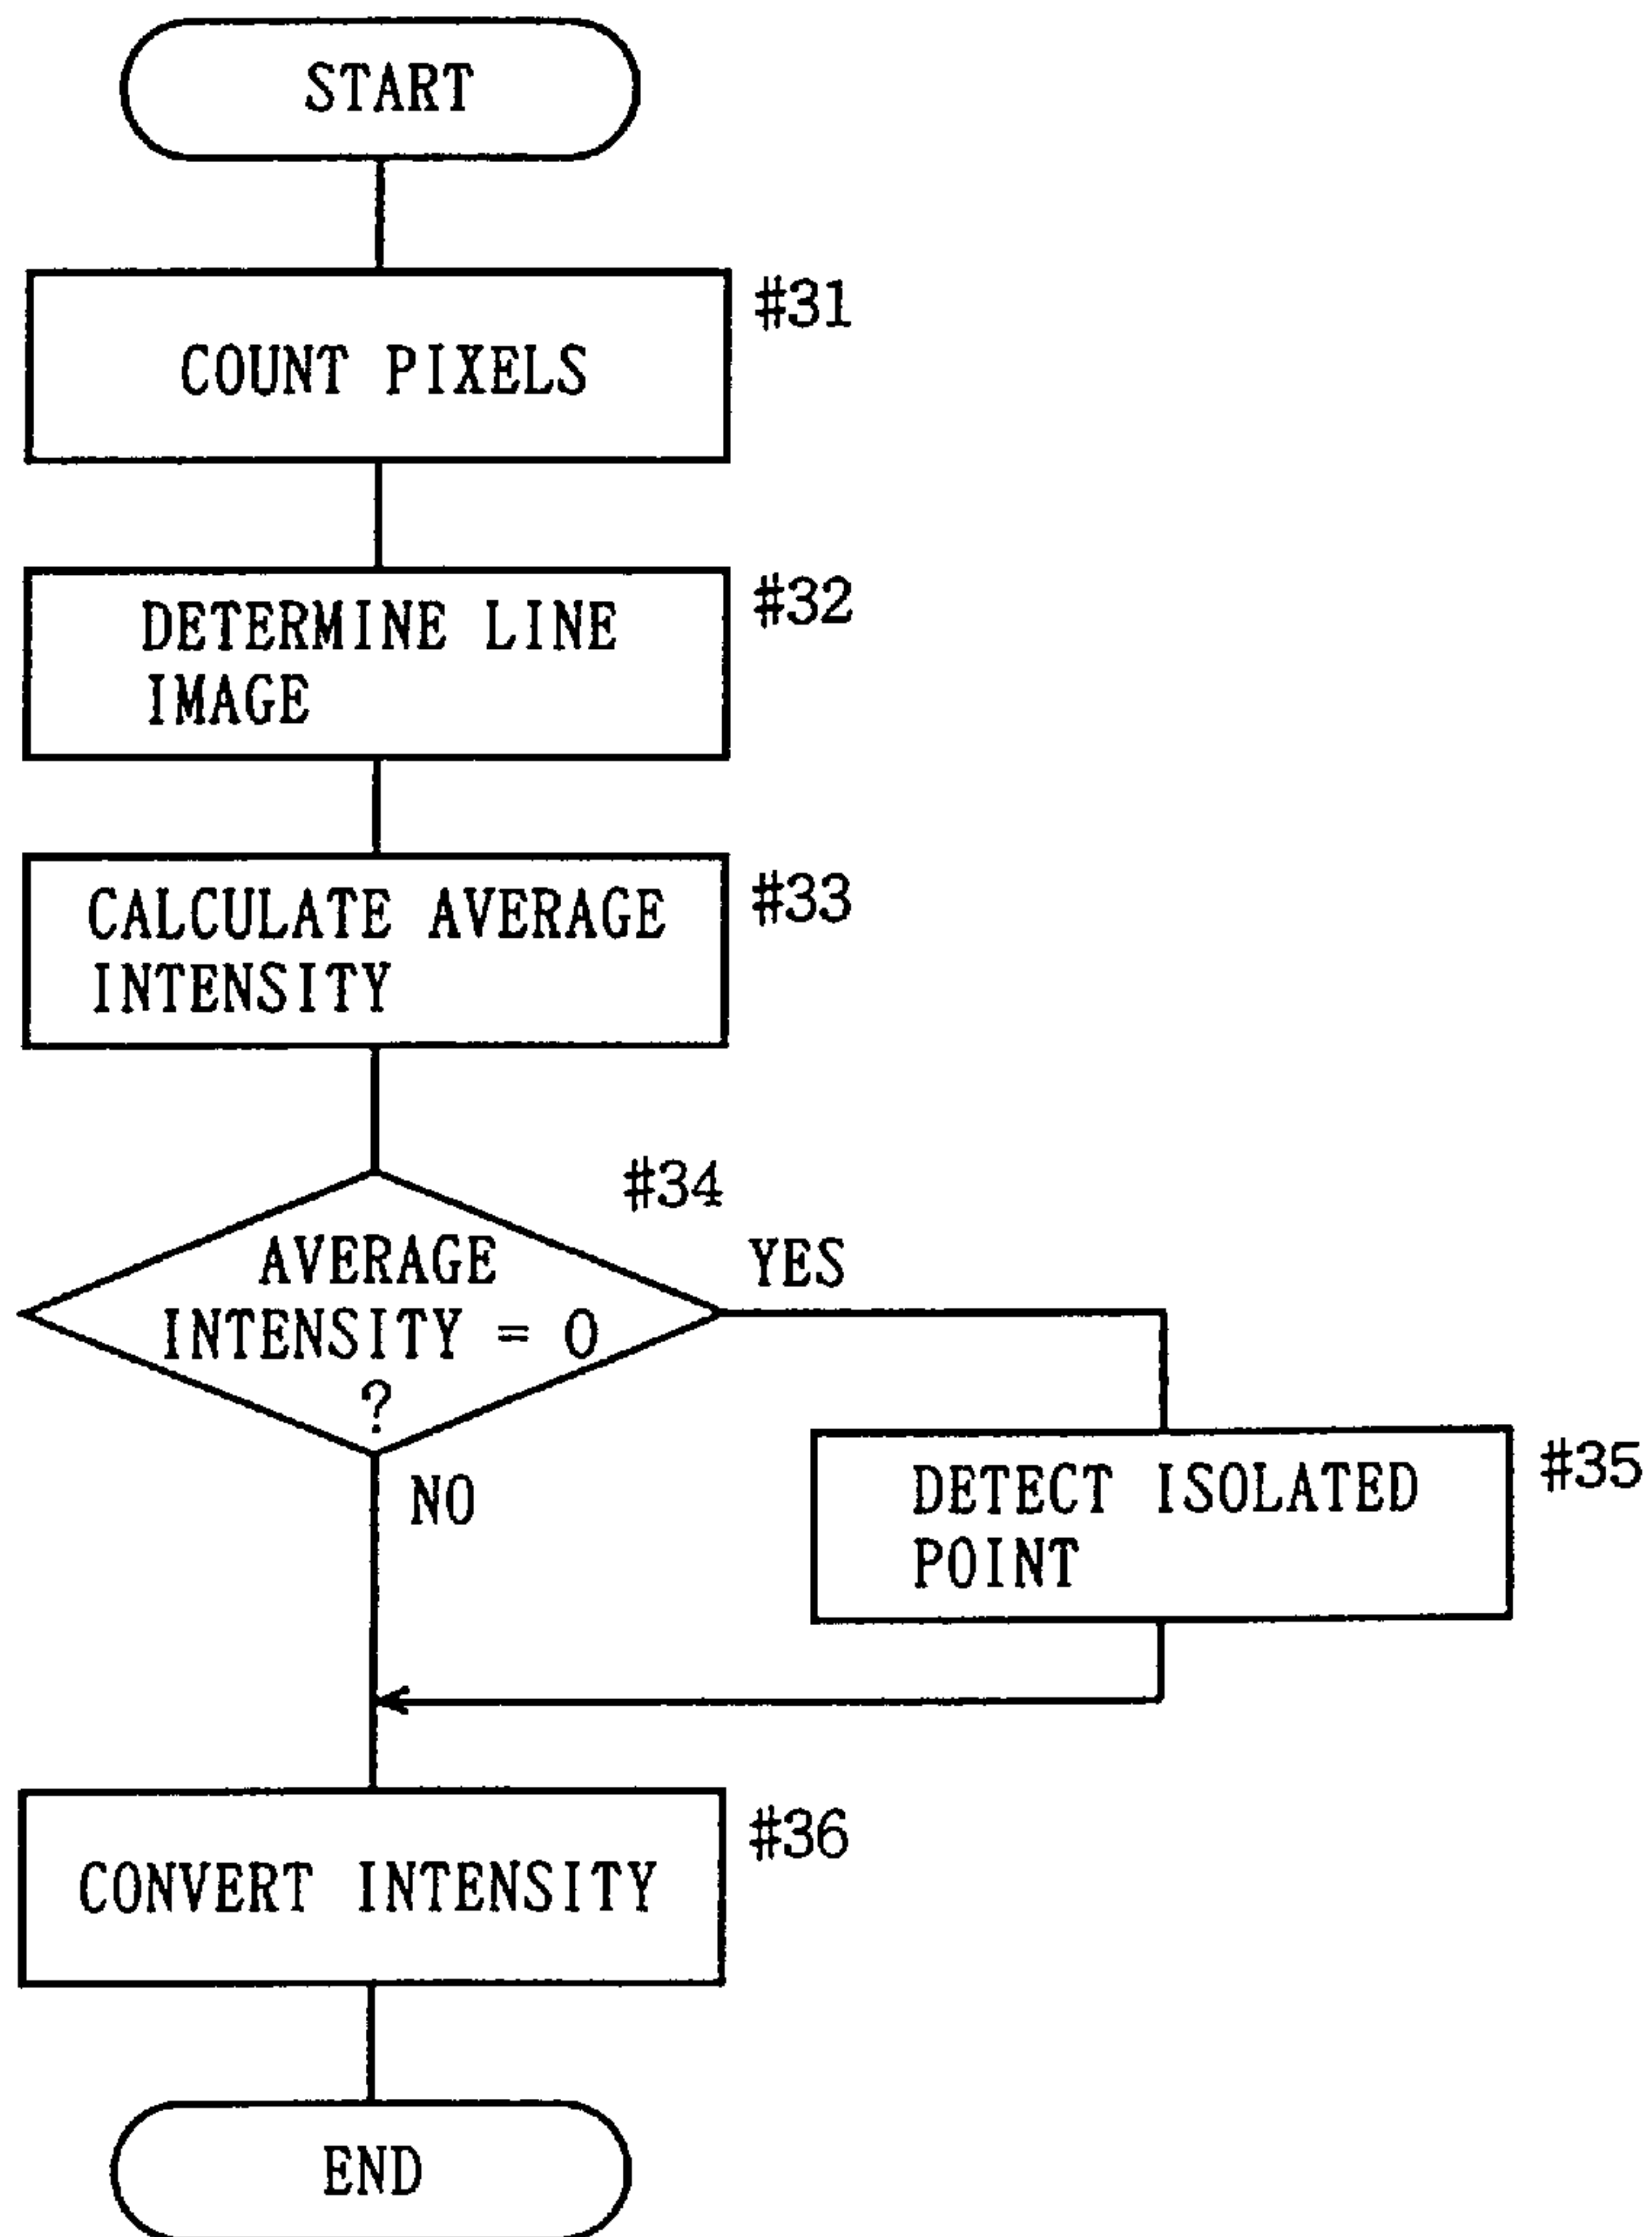 START
#31
COUNT PIXELS
#32
DETERMINE LINE
IMAGE
#33
CALCULATE AVERAGE
INTENSITY
#34
AVERAGE
INTENSITY = 0
?
YES
NO
#35
DETECT ISOLATED
POINT
#36
CONVERT INTENSITY
END